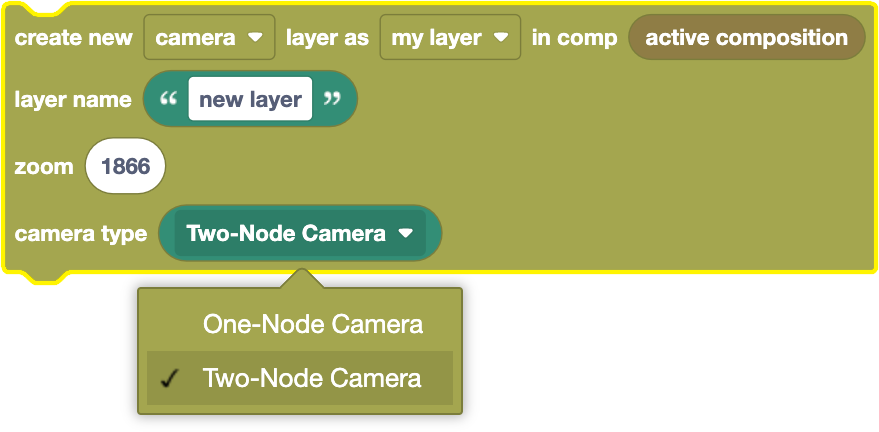 create new camera layer as my layer in comp active composition
layer name “ new layer ”
zoom 1866
camera type Two-Node Camera
One-Node Camera
✓ Two-Node Camera